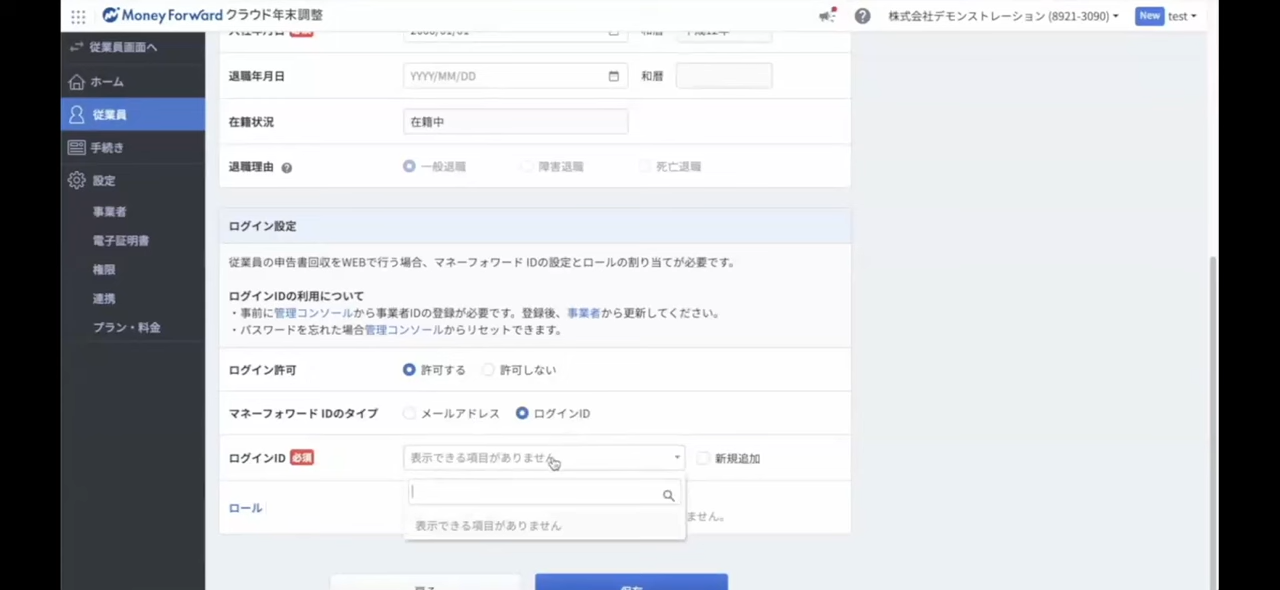 Money Forward クラウド年末調整
株式会社デモンストレーション (8921-3090)
New test
従業員画面へ
ホーム
従業員
手続き
設定
事業者
電子証明書
権限
連携
プラン・料金
退職年月日 YYYY/MM/DD 和暦
在籍状況 在籍中
退職理由 一般退職 障害退職 死亡退職
ログイン設定
従業員の申告書回収をWEBで行う場合、マネーフォワード IDの設定とロールの割り当てが必要です。
ログインIDの利用について
・事前に管理コンソールから事業者IDの登録が必要です。登録後、事業者から更新してください。
・パスワードを忘れた場合管理コンソールからリセットできます。
ログイン許可 許可する 許可しない
マネーフォワード IDのタイプ メールアドレス ログインID
ログインID 必須 表示できる項目がありません 新規追加
ロール ません。
表示できる項目がありません